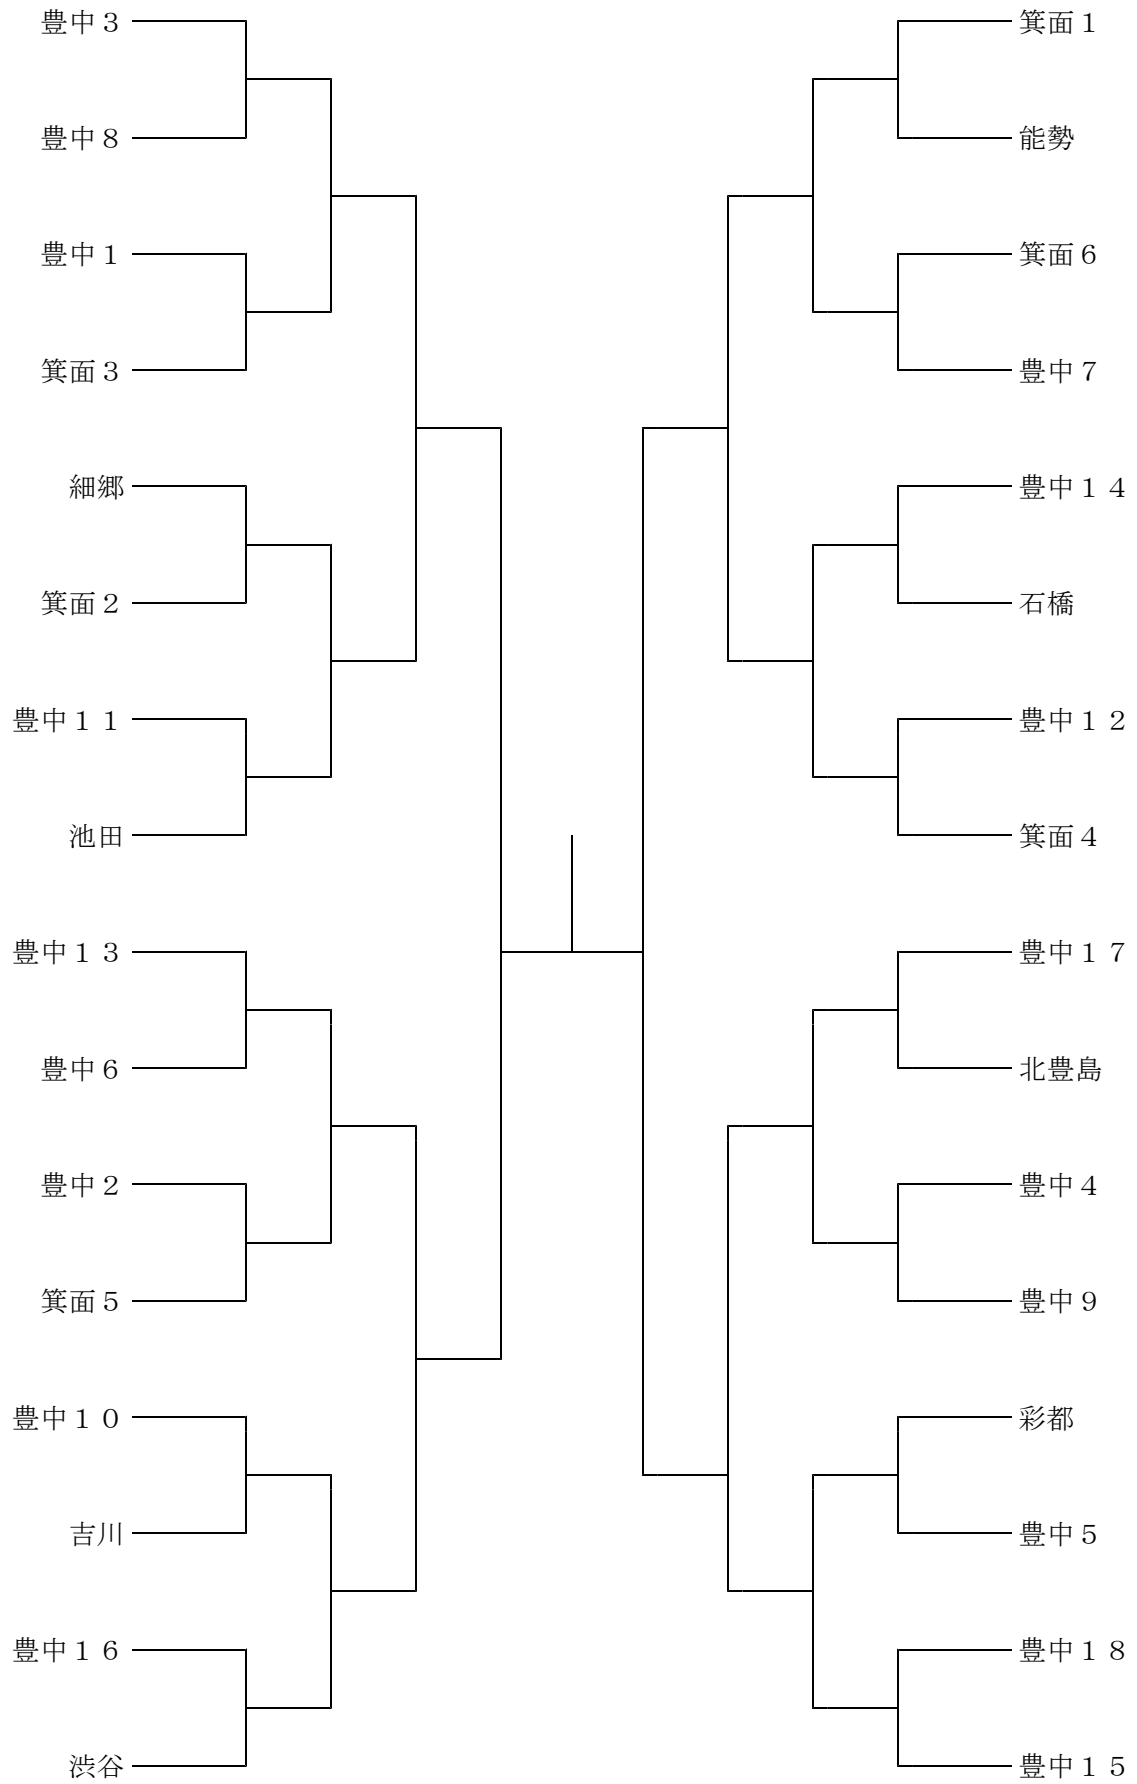 豊中３
豊中８
豊中１
箕面３
細郷
箕面２
豊中１１
池田
豊中１３
豊中６
豊中２
箕面５
豊中１０
吉川
豊中１６
渋谷
箕面１
能勢
箕面６
豊中７
豊中１４
石橋
豊中１２
箕面４
豊中１７
北豊島
豊中４
豊中９
彩都
豊中５
豊中１８
豊中１５